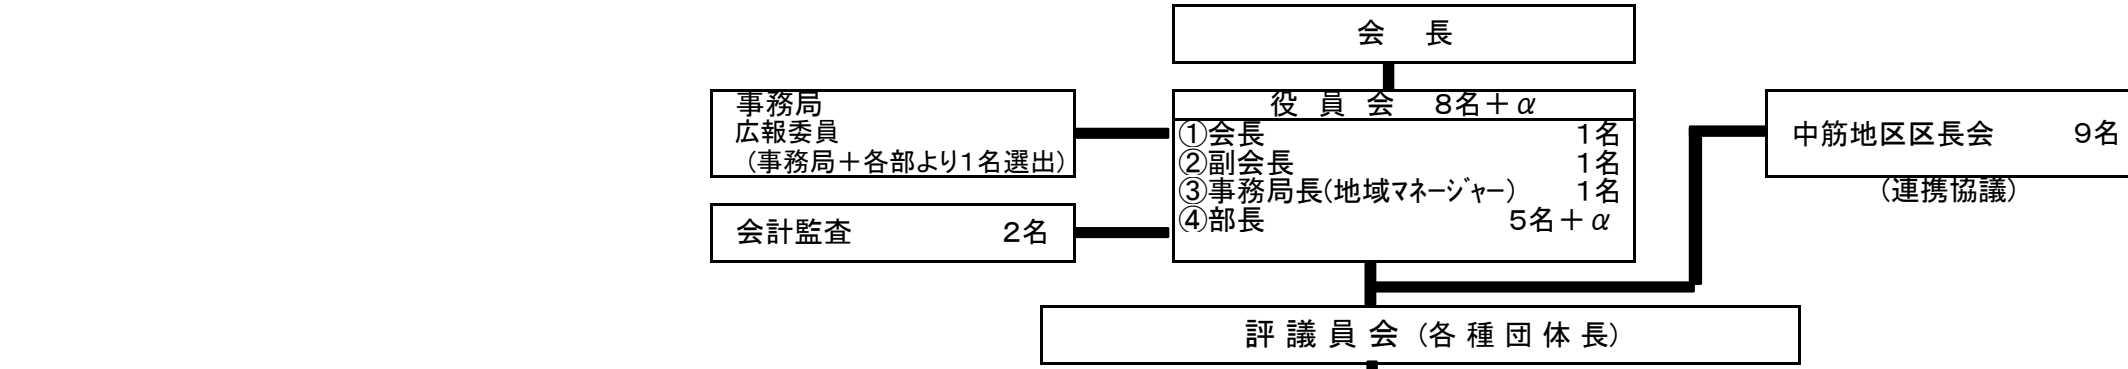 会　長
事務局
広報委員
（事務局＋各部より１名選出）
会計監査　２名
役　員　会　８名＋α
①会長　１名
②副会長　１名
③事務局長(地域ﾏﾈｰｼﾞｬｰ)　１名
④部長　５名＋α
中筋地区区長会　９名
（連携協議）
評 議 員 会（各 種 団 体 長）